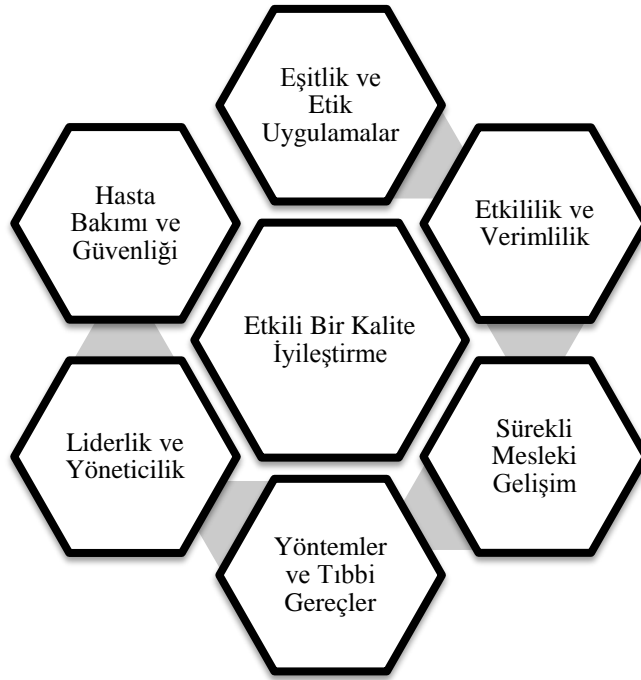 Eşitlik ve
Etik
Uygulamalar
Hasta
Bakımı ve
Güvenliği
Etkililik ve
Verimlilik
Etkili Bir Kalite
İyileştirme
Liderlik ve
Yöneticilik
Sürekli
Mesleki
Gelişim
Yöntemler
ve Tıbbi
Gereçler